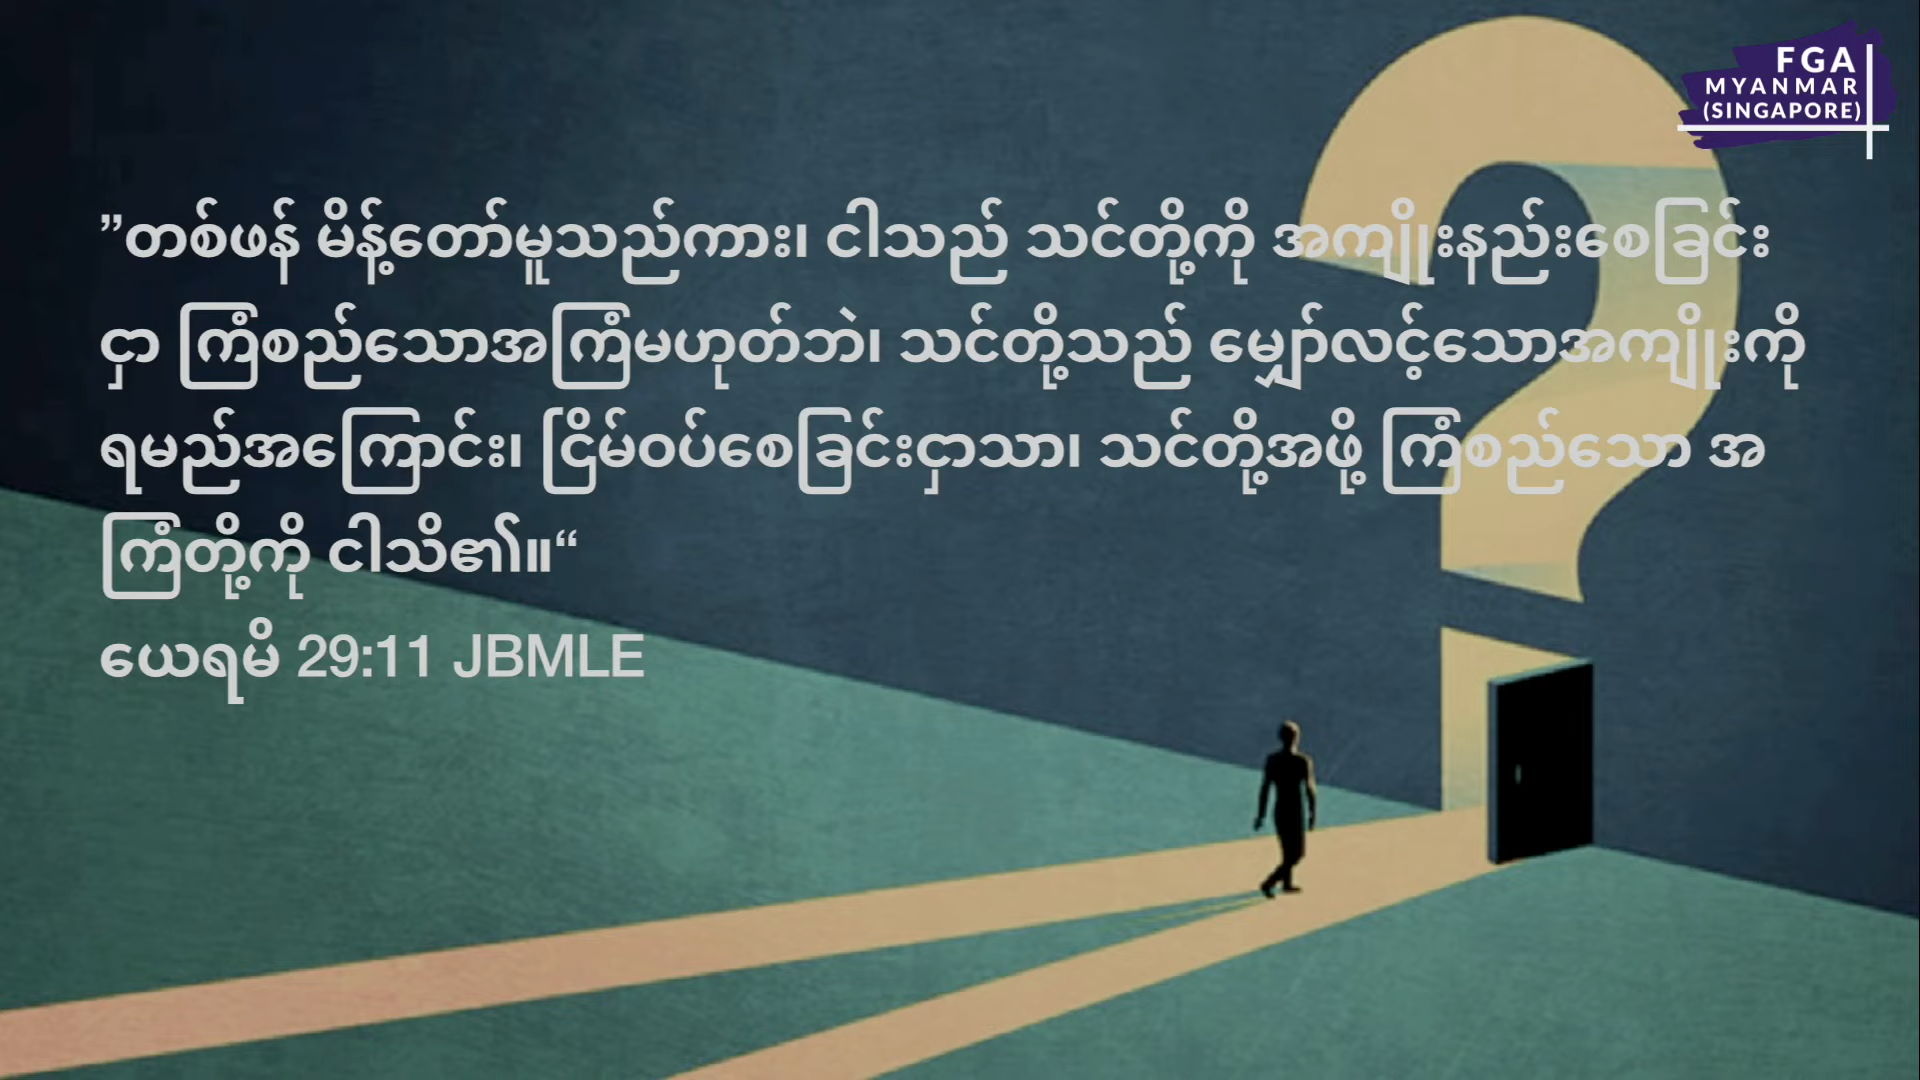 FGA
MYANMAR
(SINGAPORE)
”တစ်ဖန် မိန့်တော်မူသည်ကား၊ ငါသည် သင်တို့ကို အကျိုးနည်းစေခြင်း
ငှာ ကြံစည်သောအကြံမဟုတ်ဘဲ၊ သင်တို့သည် မျှော်လင့်သောအကျိုးကို
ရမည်အကြောင်း၊ ငြိမ်ဝပ်စေခြင်းငှာသာ၊ သင်တို့အဖို့ ကြံစည်သော အ
ကြံတို့ကို ငါသိ၏။“
ယေရမိ 29:11 JBMLE